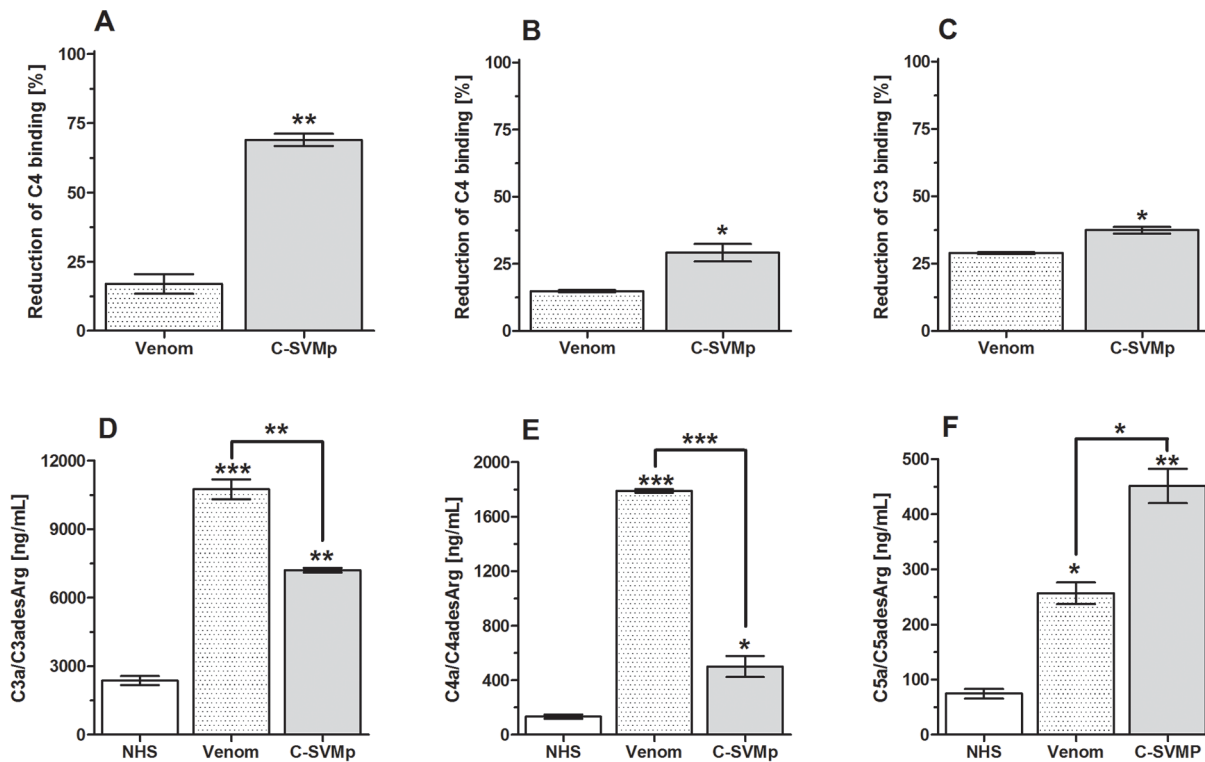 A
Reduction of C4 binding [%]
100
75
50
25
0
**
Venom
C-SVMp
B
Reduction of C4 binding [%]
100
75
50
25
0
*
Venom
C-SVMp
C
Reduction of C3 binding [%]
100
75
50
25
0
*
Venom
C-SVMp
D
C3a/C3adesArg [ng/mL]
12000
9000
6000
3000
0
**
***
**
NHS
Venom
C-SVMp
E
C4a/C4adesArg [ng/mL]
2000
1600
1200
800
400
0
***
***
*
NHS
Venom
C-SVMp
F
C5a/C5adesArg [ng/mL]
500
450
350
250
200
100
0
*
*
**
NHS
Venom
C-SVMP